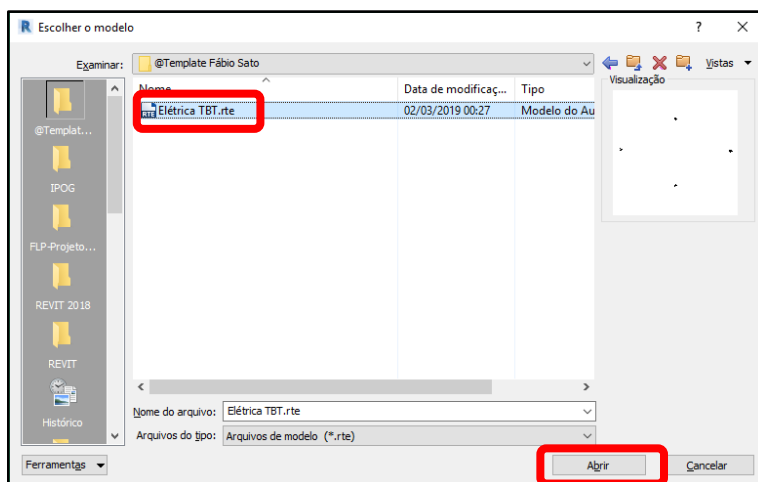 R Escolher o modelo ? X
Examinar: @Template Fábio Sato Vistas
Nome Data de modificaç... Tipo Visualização
Elétrica TBT.rte 02/03/2019 00:27 Modelo do Au
@Templat...
IPOG
FLP-Projeto...
REVIT 2018
REVIT
Histórico
Nome do arquivo: Elétrica TBT.rte
Arquivos do tipo: Arquivos de modelo (*.rte)
Ferramentas Abrir Cancelar